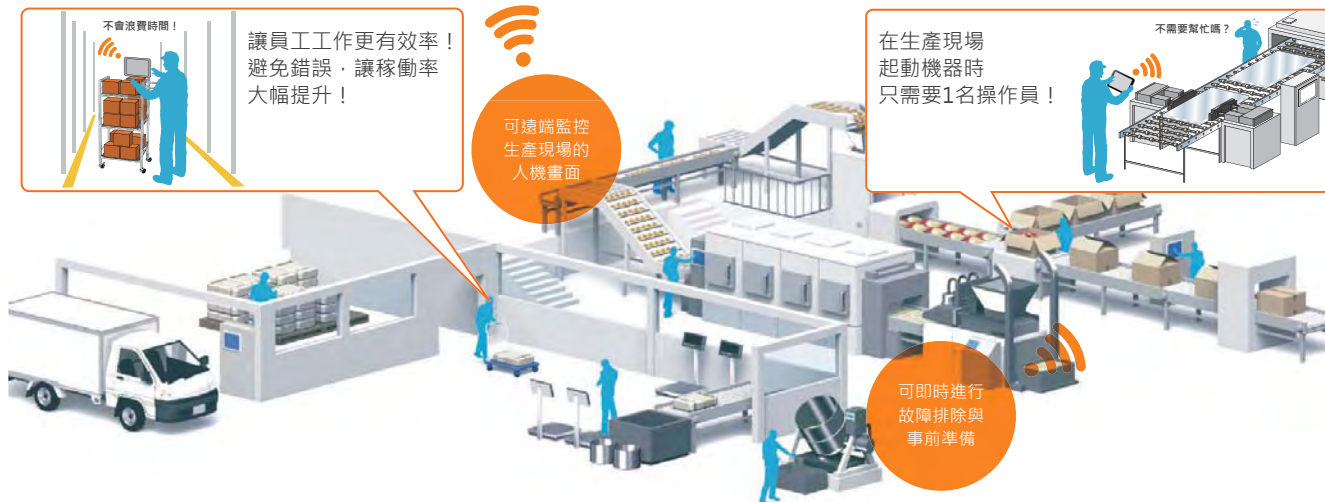 不會浪費時間！
讓員工工作更有效率！
避免錯誤，讓稼働率
大幅提升！
可遠端監控
生產現場的
人機畫面
在生產現場
起動機器時
只需要1名操作員！
不需要幫忙嗎？
可即時進行
故障排除與
事前準備